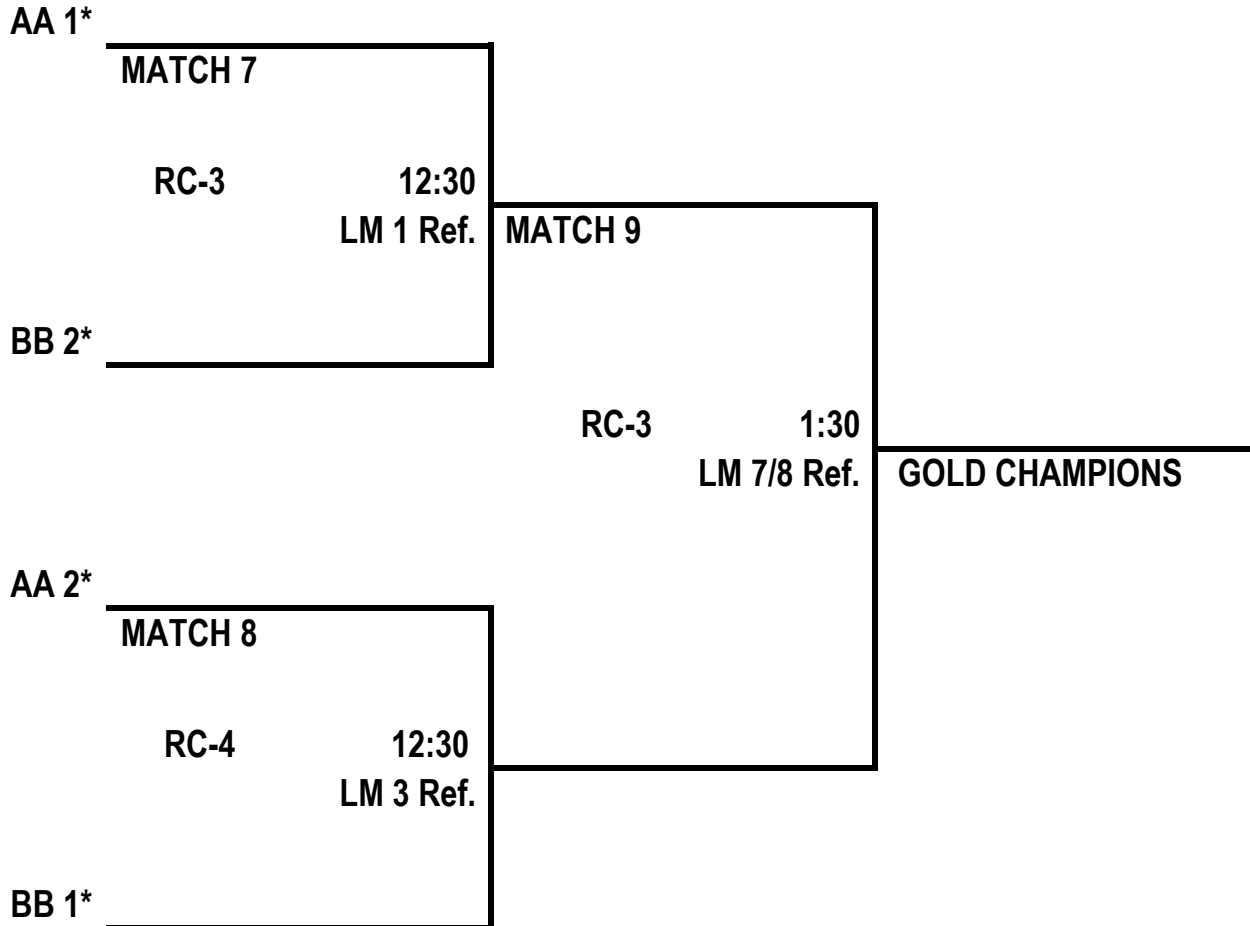 AA 1*
MATCH 7
RC-3 12:30
LM 1 Ref.
MATCH 9
BB 2*
RC-3 1:30
LM 7/8 Ref.
GOLD CHAMPIONS
AA 2*
MATCH 8
RC-4 12:30
LM 3 Ref.
BB 1*